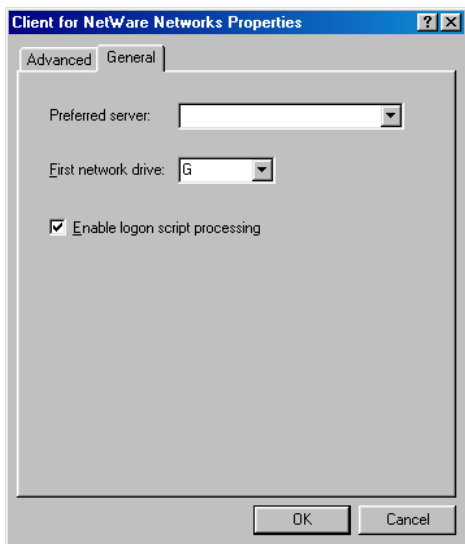 Client for NetWare Networks Properties
Advanced General
Preferred server:
First network drive: G
Enable logon script processing
OK Cancel